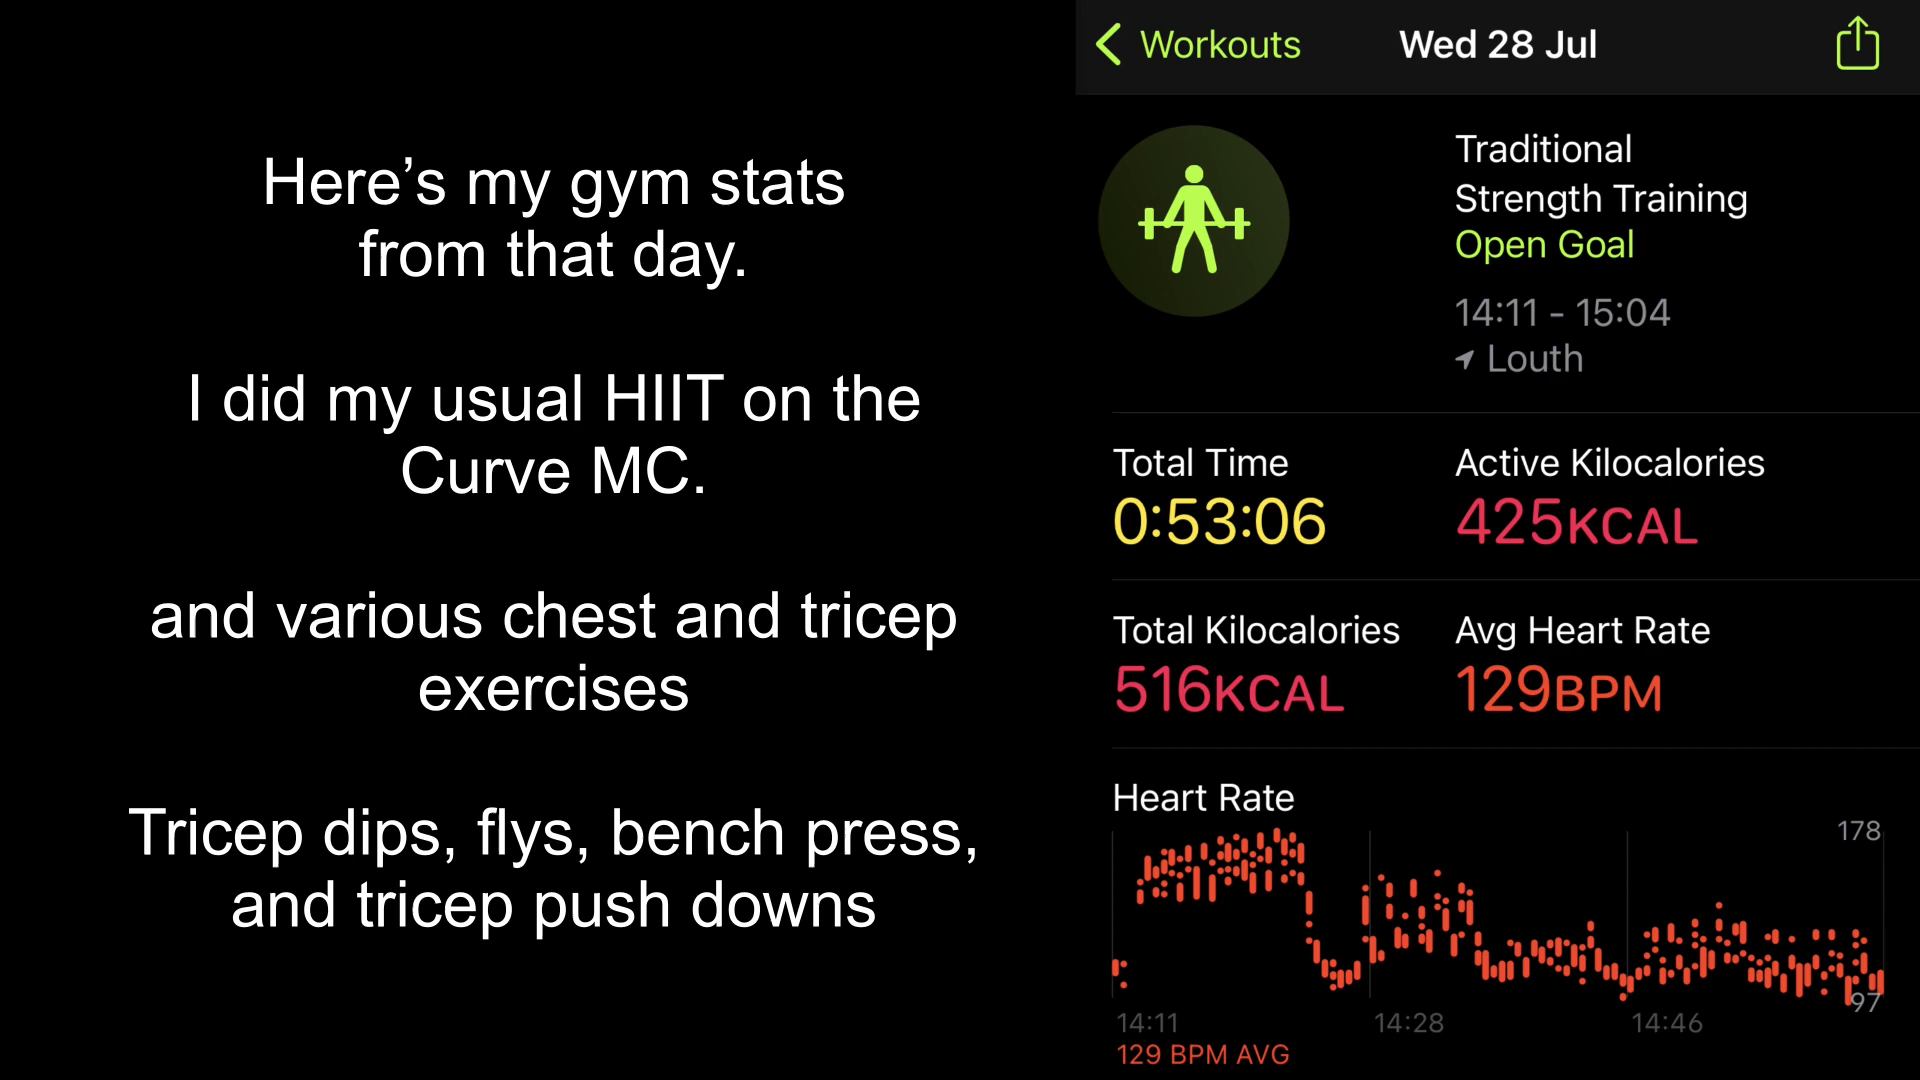 Here’s my gym stats
from that day.
I did my usual HIIT on the
Curve MC.
and various chest and tricep
exercises
Tricep dips, flys, bench press,
and tricep push downs
Workouts
Wed 28 Jul
Traditional
Strength Training
Open Goal
14:11 - 15:04
Louth
Total Time
0:53:06
Active Kilocalories
425KCAL
Total Kilocalories
516KCAL
Avg Heart Rate
129BPM
Heart Rate
178
97
14:11
14:28
14:46
129 BPM AVG